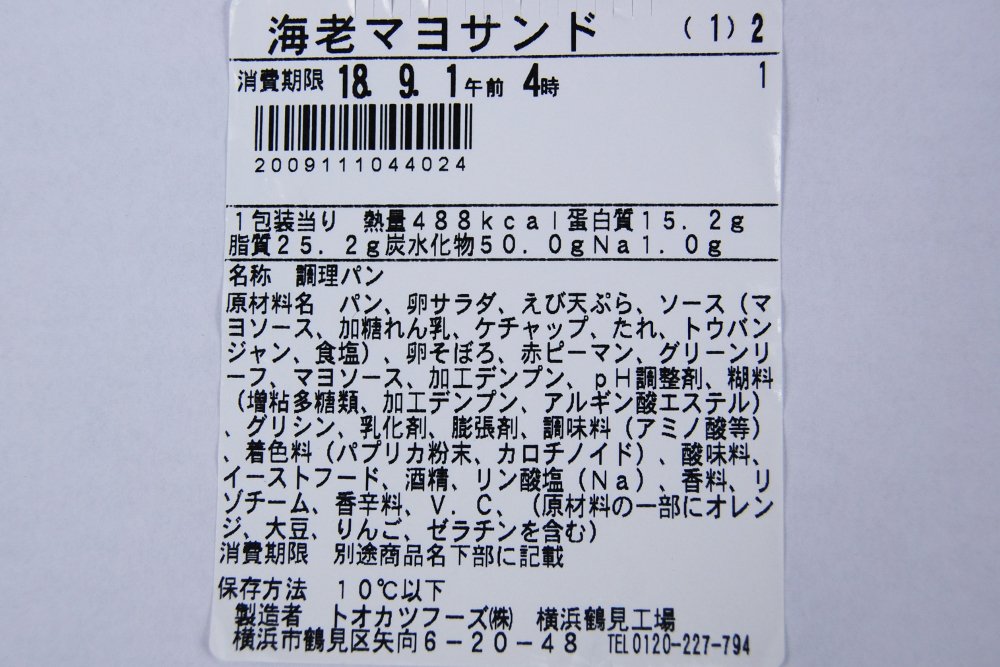 海老マヨサンド （１）２
消費期限 18. 9. 1 午前 4時 1
2009111044024
１包装当り 熱量４８８ｋｃａｌ蛋白質１５．２ｇ
脂質２５．２ｇ炭水化物５０．０ｇＮａ１．０ｇ
名称 調理パン
原材料名 パン、卵サラダ、えび天ぷら、ソース（マ
ヨソース、加糖れん乳、ケチャップ、たれ、トウバン
ジャン、食塩）、卵そぼろ、赤ピーマン、グリーンリ
ーフ、マヨソース、加工デンプン、ｐＨ調整剤、糊料
（増粘多糖類、加工デンプン、アルギン酸エステル）
、グリシン、乳化剤、膨張剤、調味料（アミノ酸等）
、着色料（パプリカ粉末、カロチノイド）、酸味料、
イーストフード、酒精、リン酸塩（Ｎａ）、香料、リ
ゾチーム、香辛料、Ｖ．Ｃ、（原材料の一部にオレン
ジ、大豆、りんご、ゼラチンを含む）
消費期限 別途商品名下部に記載
保存方法 １０℃以下
製造者 トオカツフーズ㈱ 横浜鶴見工場
横浜市鶴見区矢向６－２０－４８ TEL0120-227-794